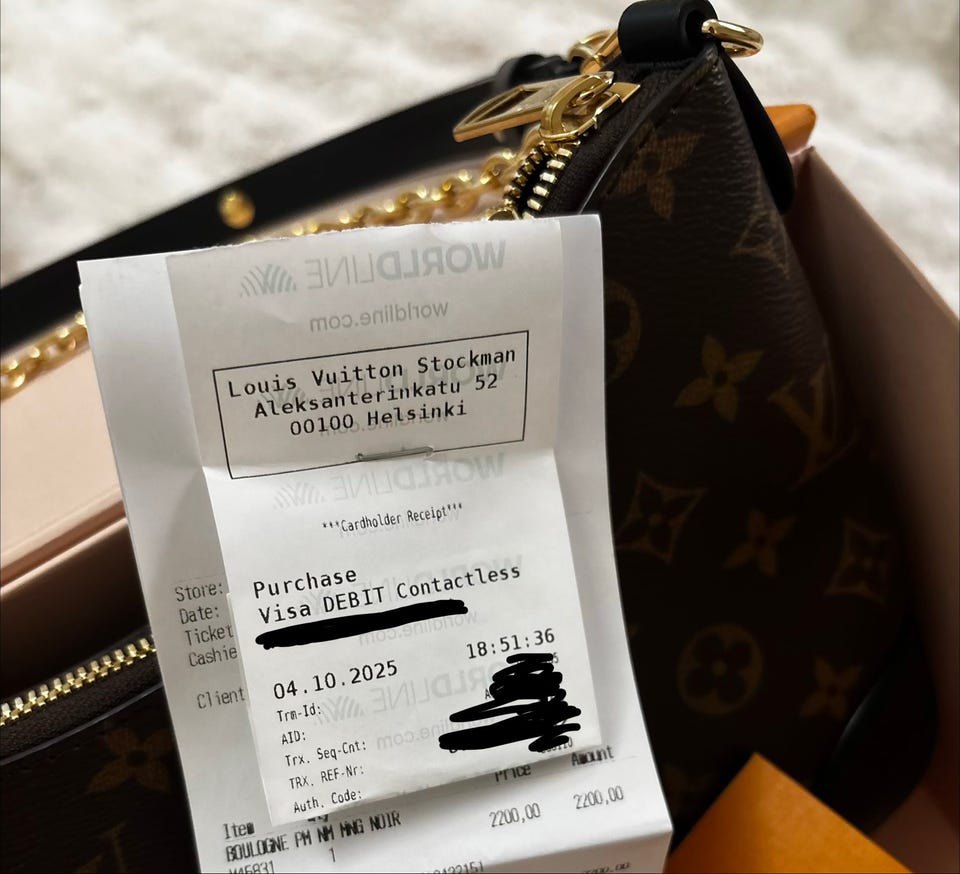 WORLDLINE
worldline.com
Louis Vuitton Stockman
Aleksanterinkatu 52
00100 Helsinki
WORLDLINE
***Cardholder Receipt***
Purchase
Visa DEBIT Contactless
04.10.2025 18:51:36
Trm-Id:
AID:
Trx. Seq-Cnt:
TRX. REF-Nr:
Auth. Code:
Store:
Date:
Ticket
Cashie
Client
Item Price Amount
BOULOGNE PM NM MNG NOIR 2200,00 2200,00
1